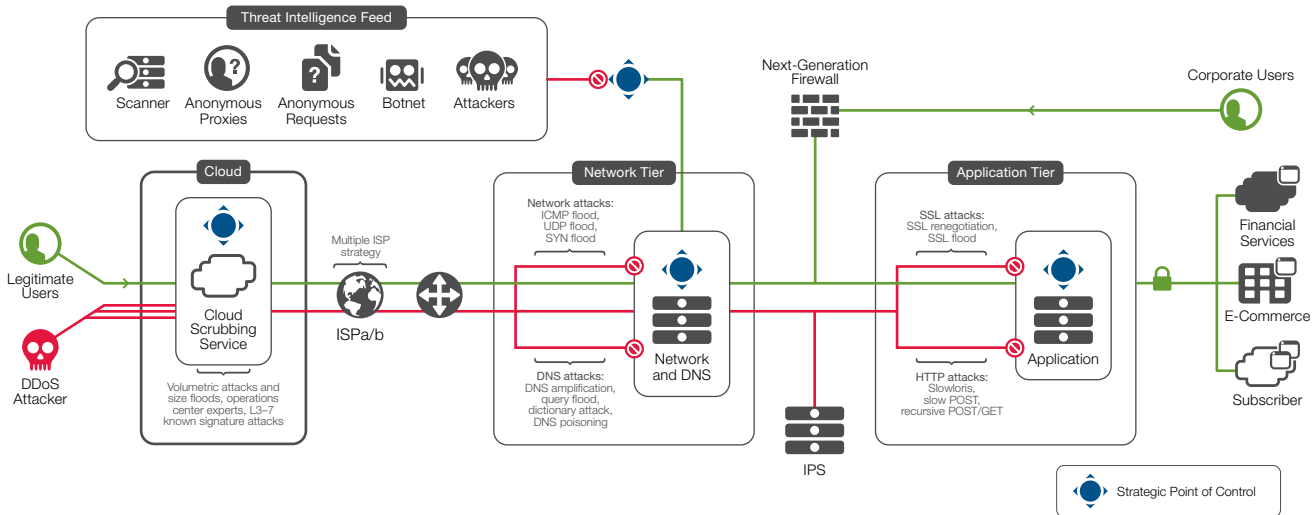 Threat Intelligence Feed
Scanner
Anonymous
Proxies
Anonymous
Requests
Botnet
Attackers
Next-Generation
Firewall
Corporate Users
Cloud
Network Tier
Application Tier
Legitimate
Users
DDoS
Attacker
Cloud
Scrubbing
Service
Volumetric attacks and
size floods, operations
center experts, L3–7
known signature attacks
Multiple ISP
strategy
ISPa/b
Network attacks:
ICMP flood,
UDP flood,
SYN flood
DNS attacks:
DNS amplification,
query flood,
dictionary attack,
DNS poisoning
Network
and DNS
IPS
SSL attacks:
SSL renegotiation,
SSL flood
HTTP attacks:
Slowloris,
slow POST,
recursive POST/GET
Application
Financial
Services
E-Commerce
Subscriber
Strategic Point of Control